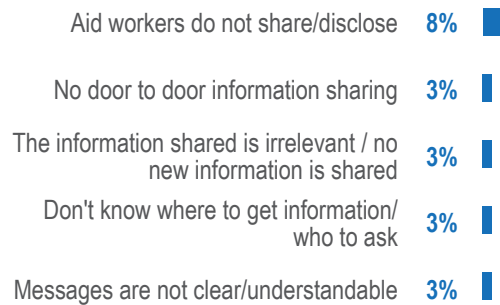 Aid workers do not share/disclose 8%
No door to door information sharing 3%
The information shared is irrelevant / no
new information is shared 3%
Don't know where to get information/
who to ask 3%
Messages are not clear/understandable 3%